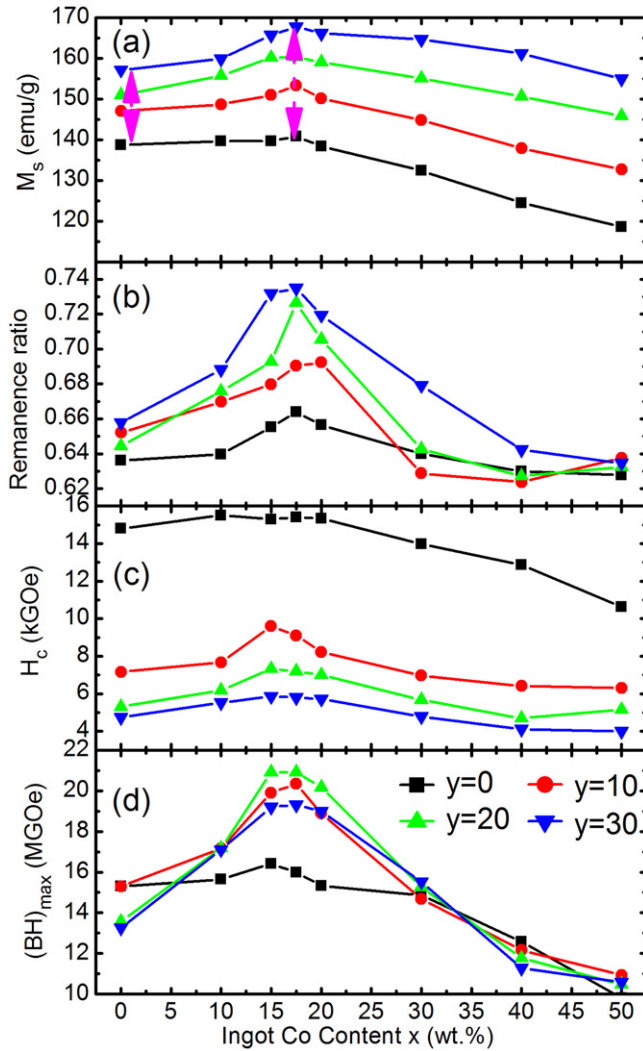 (a)
M_s (emu/g)
170
160
150
140
130
120
(b)
Remanence ratio
0.74
0.72
0.70
0.68
0.66
0.64
0.62
(c)
H_c (kGOe)
16
14
12
10
8
6
4
(d)
(BH)_max (MGOe)
22
20
18
16
14
12
10
y=0 y=10
y=20 y=30
0 5 10 15 20 25 30 35 40 45 50
Ingot Co Content x (wt.%)